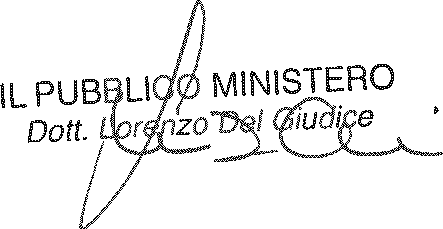 IL PUBBLICO MINISTERO
Dott. Lorenzo Del Giudice